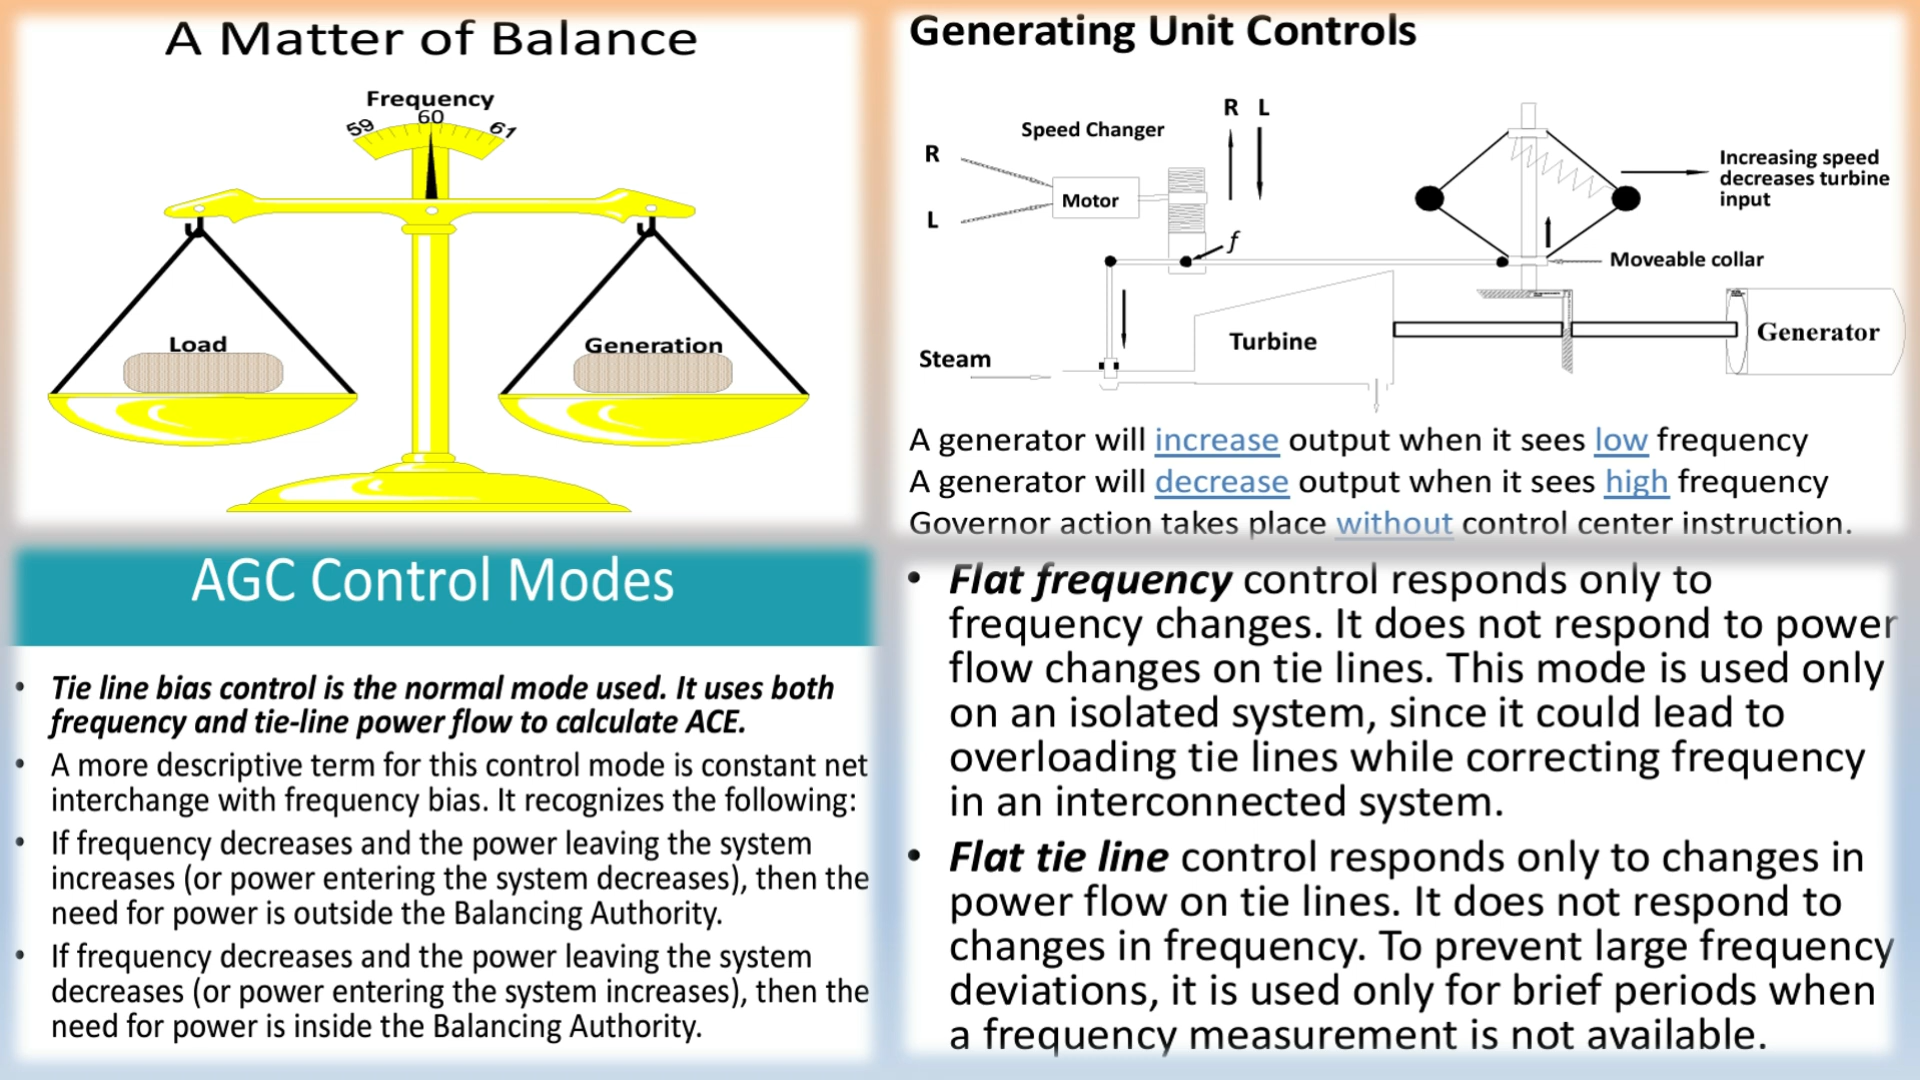 A Matter of Balance
Frequency
59 60 61
Load
Generation
Generating Unit Controls
R L
Speed Changer
R
Motor
L
f
Increasing speed
decreases turbine
input
Moveable collar
Turbine
Generator
Steam
A generator will increase output when it sees low frequency
A generator will decrease output when it sees high frequency
Governor action takes place without control center instruction.
AGC Control Modes
• Tie line bias control is the normal mode used. It uses both
frequency and tie-line power flow to calculate ACE.
• A more descriptive term for this control mode is constant net
interchange with frequency bias. It recognizes the following:
• If frequency decreases and the power leaving the system
increases (or power entering the system decreases), then the
need for power is outside the Balancing Authority.
• If frequency decreases and the power leaving the system
decreases (or power entering the system increases), then the
need for power is inside the Balancing Authority.
• Flat frequency control responds only to
frequency changes. It does not respond to power
flow changes on tie lines. This mode is used only
on an isolated system, since it could lead to
overloading tie lines while correcting frequency
in an interconnected system.
• Flat tie line control responds only to changes in
power flow on tie lines. It does not respond to
changes in frequency. To prevent large frequency
deviations, it is used only for brief periods when
a frequency measurement is not available.